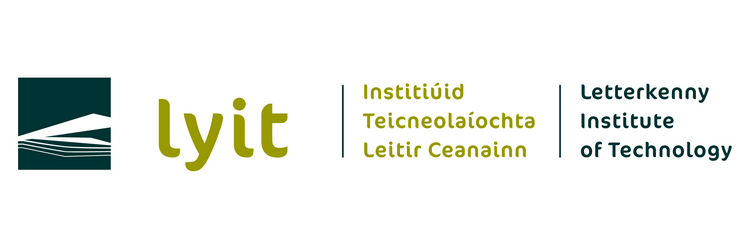 lyit
Institiúid
Teicneolaíochta
Leitir Ceanainn
Letterkenny
Institute
of Technology